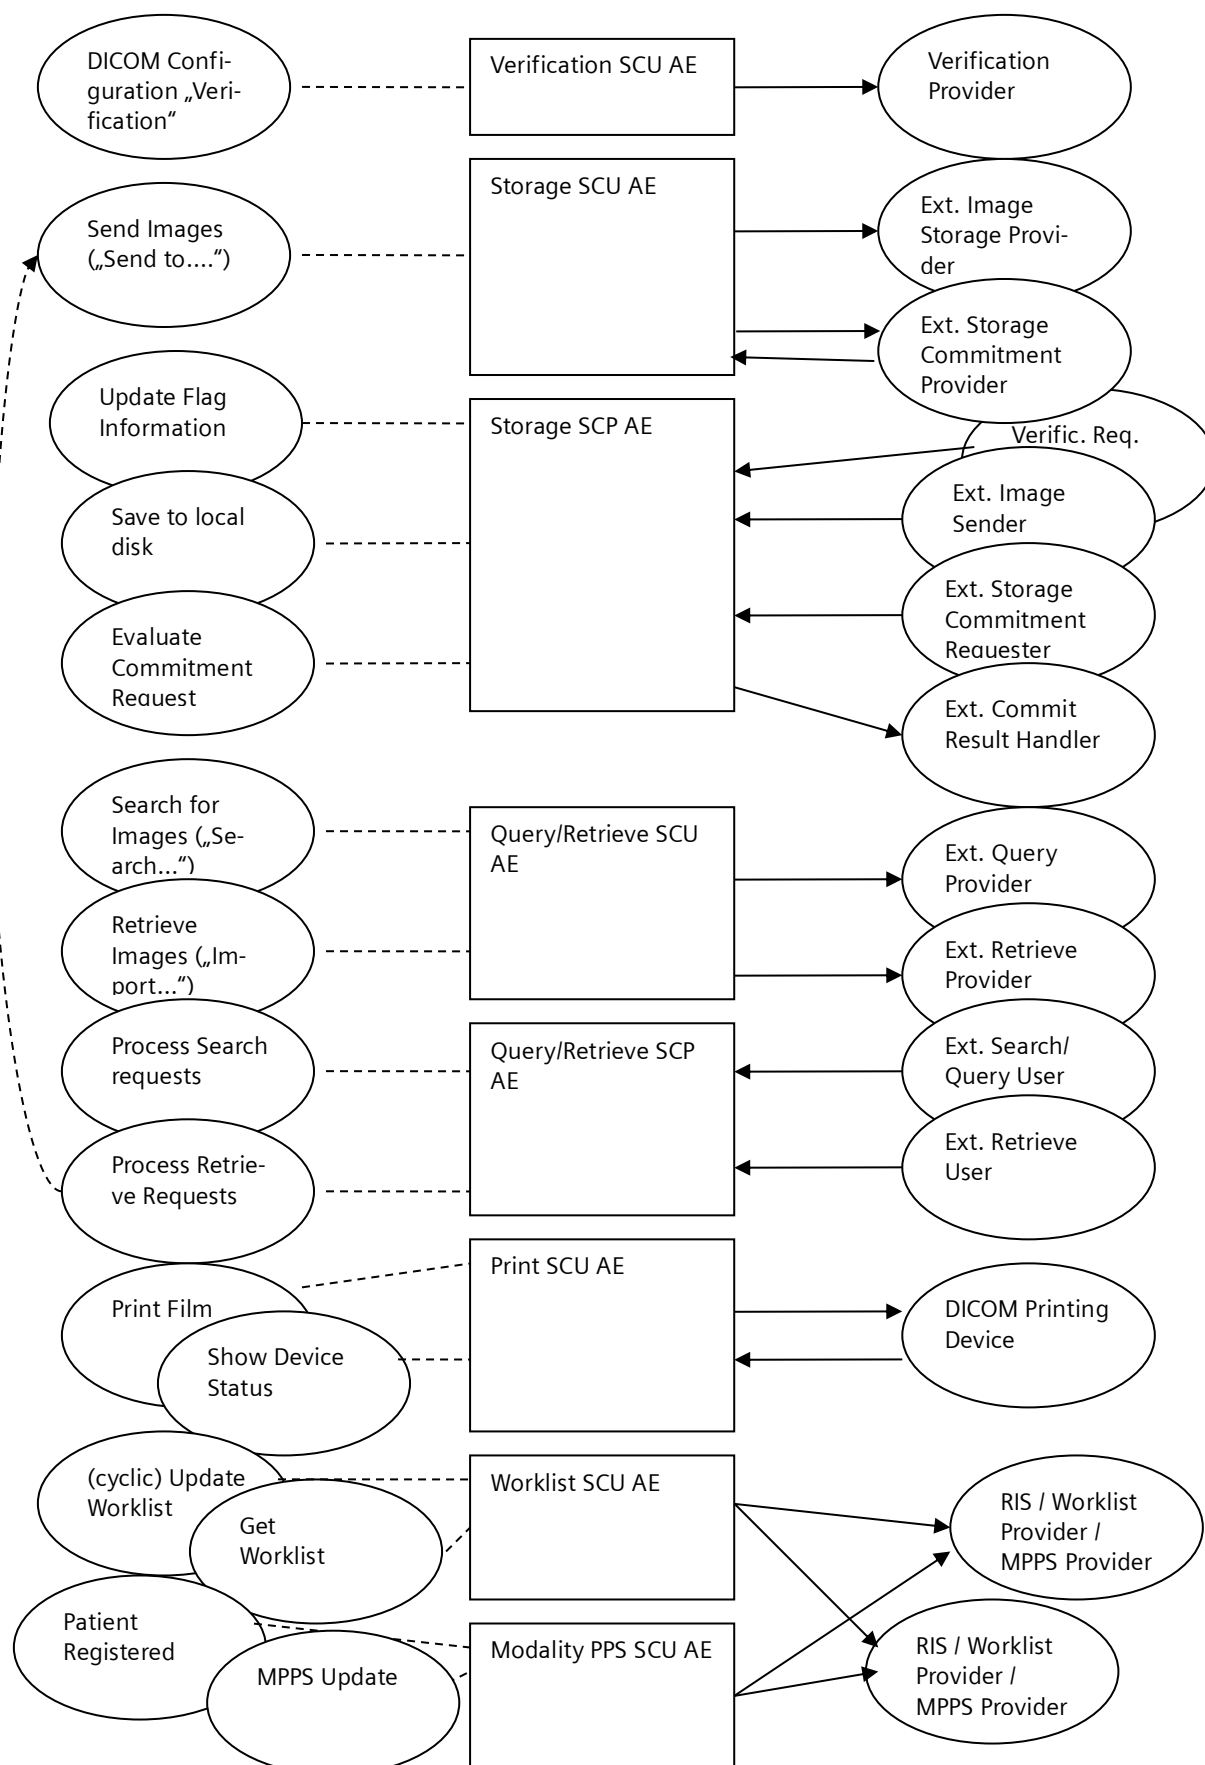 DICOM Confi-
guration „Veri-
fication“
Verification SCU AE
Verification
Provider
Send Images
(„Send to....“)
Storage SCU AE
Ext. Image
Storage Provi-
der
Ext. Storage
Commitment
Provider
Update Flag
Information
Storage SCP AE
Verific. Req.
Save to local
disk
Ext. Image
Sender
Evaluate
Commitment
Request
Ext. Storage
Commitment
Requester
Ext. Commit
Result Handler
Search for
Images („Se-
arch...“)
Query/Retrieve SCU
AE
Ext. Query
Provider
Retrieve
Images („Im-
port...“)
Ext. Retrieve
Provider
Process Search
requests
Query/Retrieve SCP
AE
Ext. Search/
Query User
Process Retrie-
ve Requests
Ext. Retrieve
User
Print Film
Print SCU AE
DICOM Printing
Device
Show Device
Status
(cyclic) Update
Worklist
Worklist SCU AE
RIS / Worklist
Provider /
MPPS Provider
Get
Worklist
Patient
Registered
Modality PPS SCU AE
RIS / Worklist
Provider /
MPPS Provider
MPPS Update